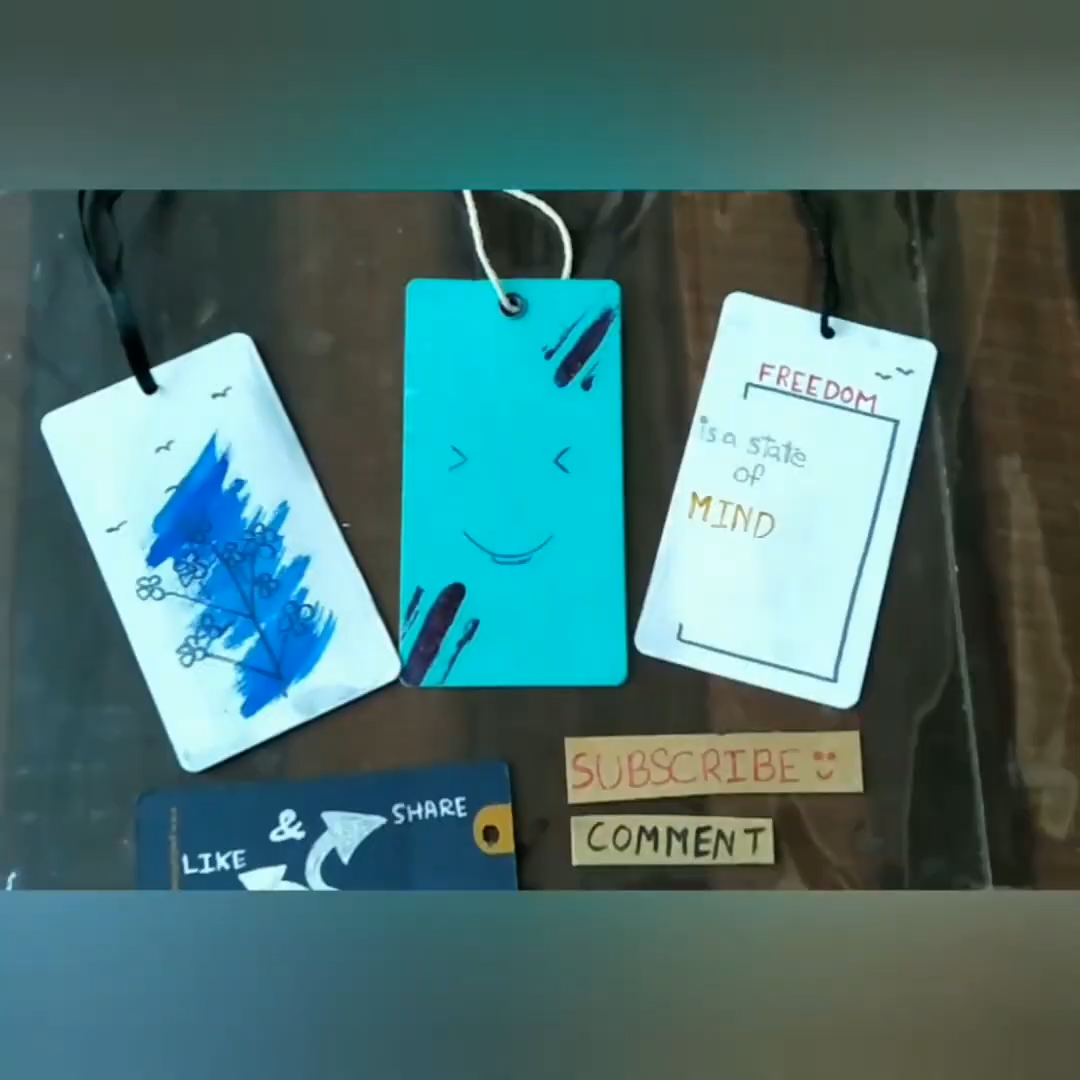 FREEDOM
is a state
of
MIND
SUBSCRIBE
COMMENT
& SHARE
LIKE